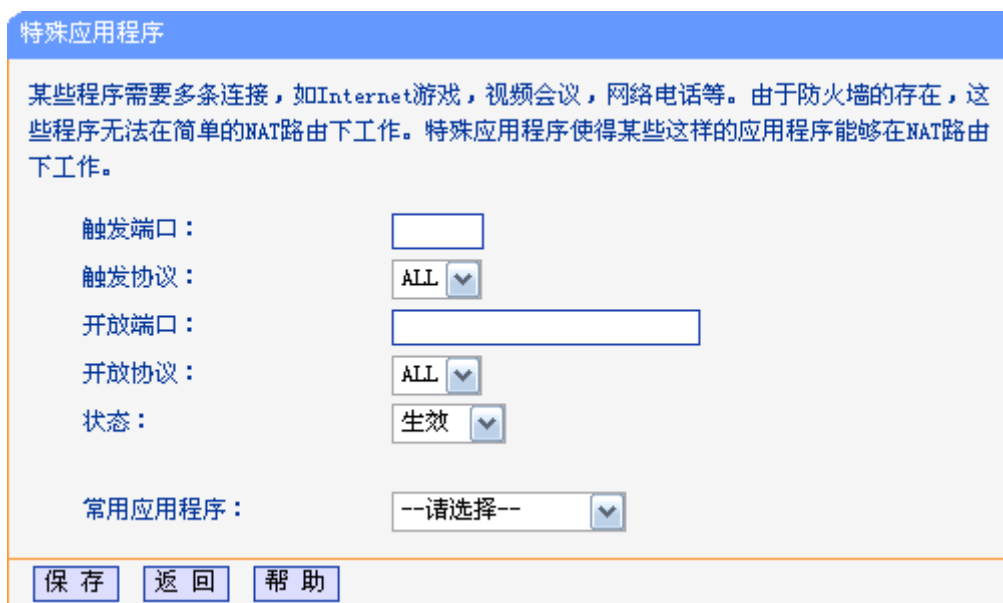 特殊应用程序
某些程序需要多条连接，如Internet游戏，视频会议，网络电话等。由于防火墙的存在，这
些程序无法在简单的NAT路由下工作。特殊应用程序使得某些这样的应用程序能够在NAT路由
下工作。
触发端口：
触发协议： ALL
开放端口：
开放协议： ALL
状态： 生效
常用应用程序： --请选择--
保 存 返 回 帮 助